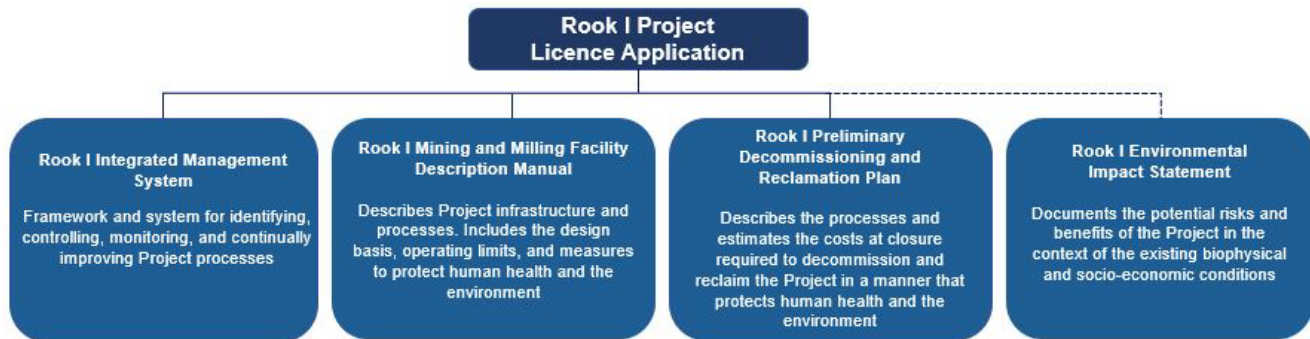 Rook I Project
Licence Application
Rook I Integrated Management
System
Framework and system for identifying,
controlling, monitoring, and continually
improving Project processes
Rook I Mining and Milling Facility
Description Manual
Describes Project infrastructure and
processes. Includes the design
basis, operating limits, and measures
to protect human health and the
environment
Rook I Preliminary
Decommissioning and
Reclamation Plan
Describes the processes and
estimates the costs at closure
required to decommission and
reclaim the Project in a manner that
protects human health and the
environment
Rook I Environmental
Impact Statement
Documents the potential risks and
benefits of the Project in the
context of the existing biophysical
and socio-economic conditions